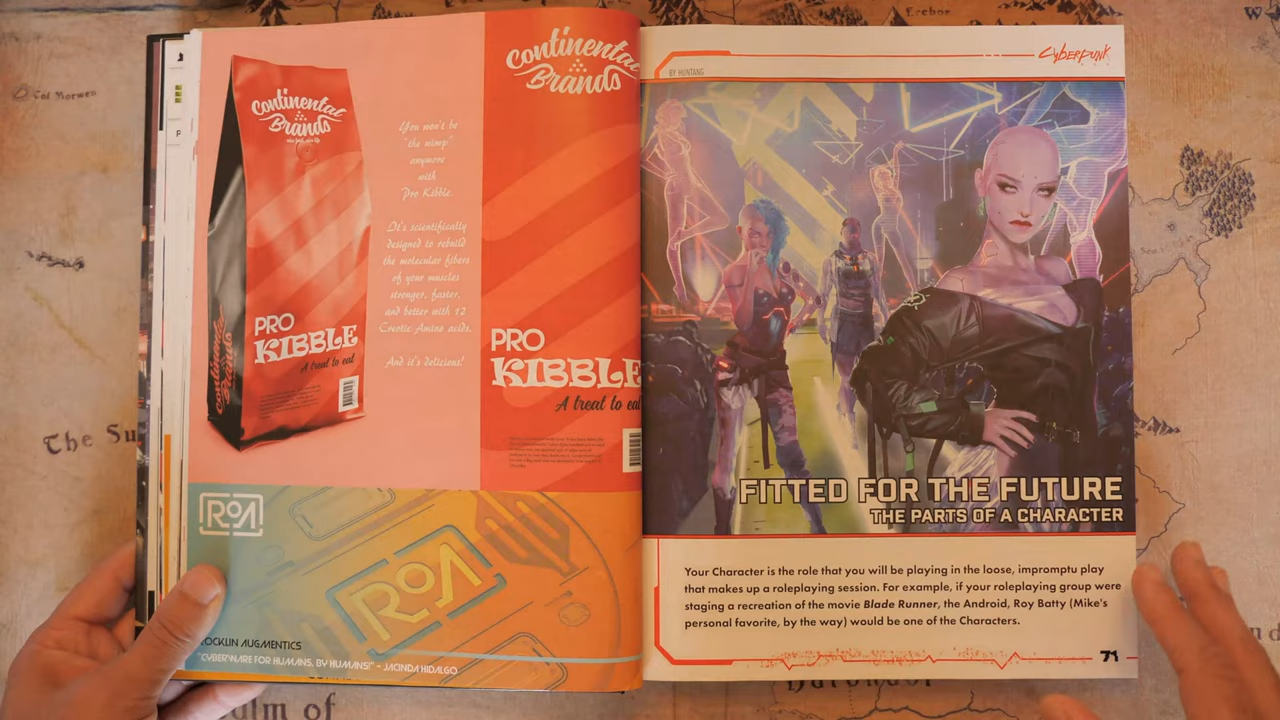 Continental
Brands
You won't be
"the wimp"
anymore
with
Pro Kibble.
It's scientifically
designed to rebuild
the molecular fibers
of your muscles
stronger, faster,
and better with 12
Creotic Amino acids.
And it's delicious!
PRO
KIBBLE
A treat to eat
Continental
Brands
Continental
Brands
PRO
KIBBLE
A treat to eat
ROA
ROA
ROCKLIN AUGMENTICS
"CYBERWARE FOR HUMANS, BY HUMANS!" – JACINDA HIDALGO
BY HUNTANG
CYBERPUNK
FITTED FOR THE FUTURE
THE PARTS OF A CHARACTER
Your Character is the role that you will be playing in the loose, impromptu play
that makes up a roleplaying session. For example, if your roleplaying group were
staging a recreation of the movie Blade Runner, the Android, Roy Batty (Mike's
personal favorite, by the way) would be one of the Characters.
71
The Su
alm of